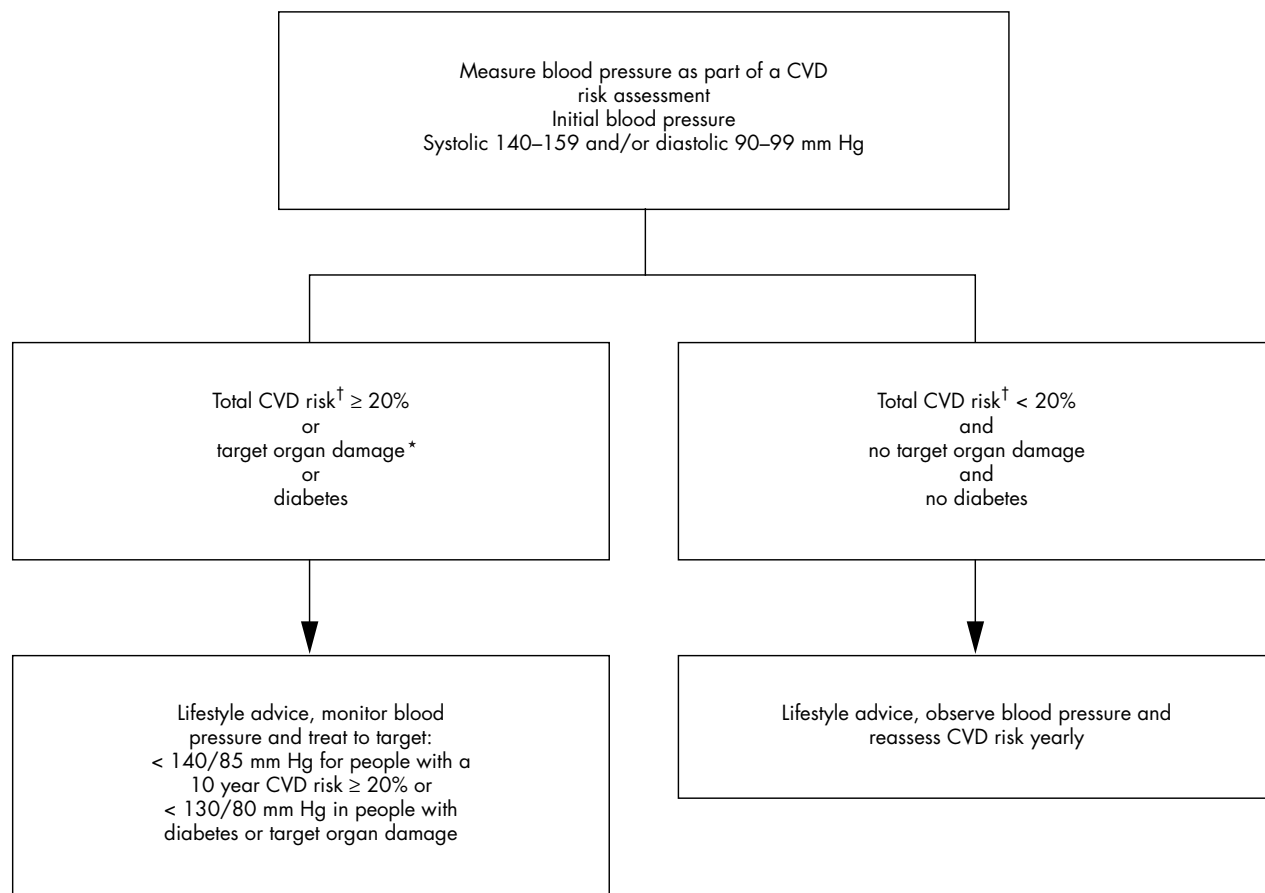 Measure blood pressure as part of a CVD
risk assessment
Initial blood pressure
Systolic 140–159 and/or diastolic 90–99 mm Hg
Total CVD risk† ≥ 20%
or
target organ damage*
or
diabetes
Total CVD risk† < 20%
and
no target organ damage
and
no diabetes
Lifestyle advice, monitor blood
pressure and treat to target:
< 140/85 mm Hg for people with a
10 year CVD risk ≥ 20% or
< 130/80 mm Hg in people with
diabetes or target organ damage
Lifestyle advice, observe blood pressure and
reassess CVD risk yearly